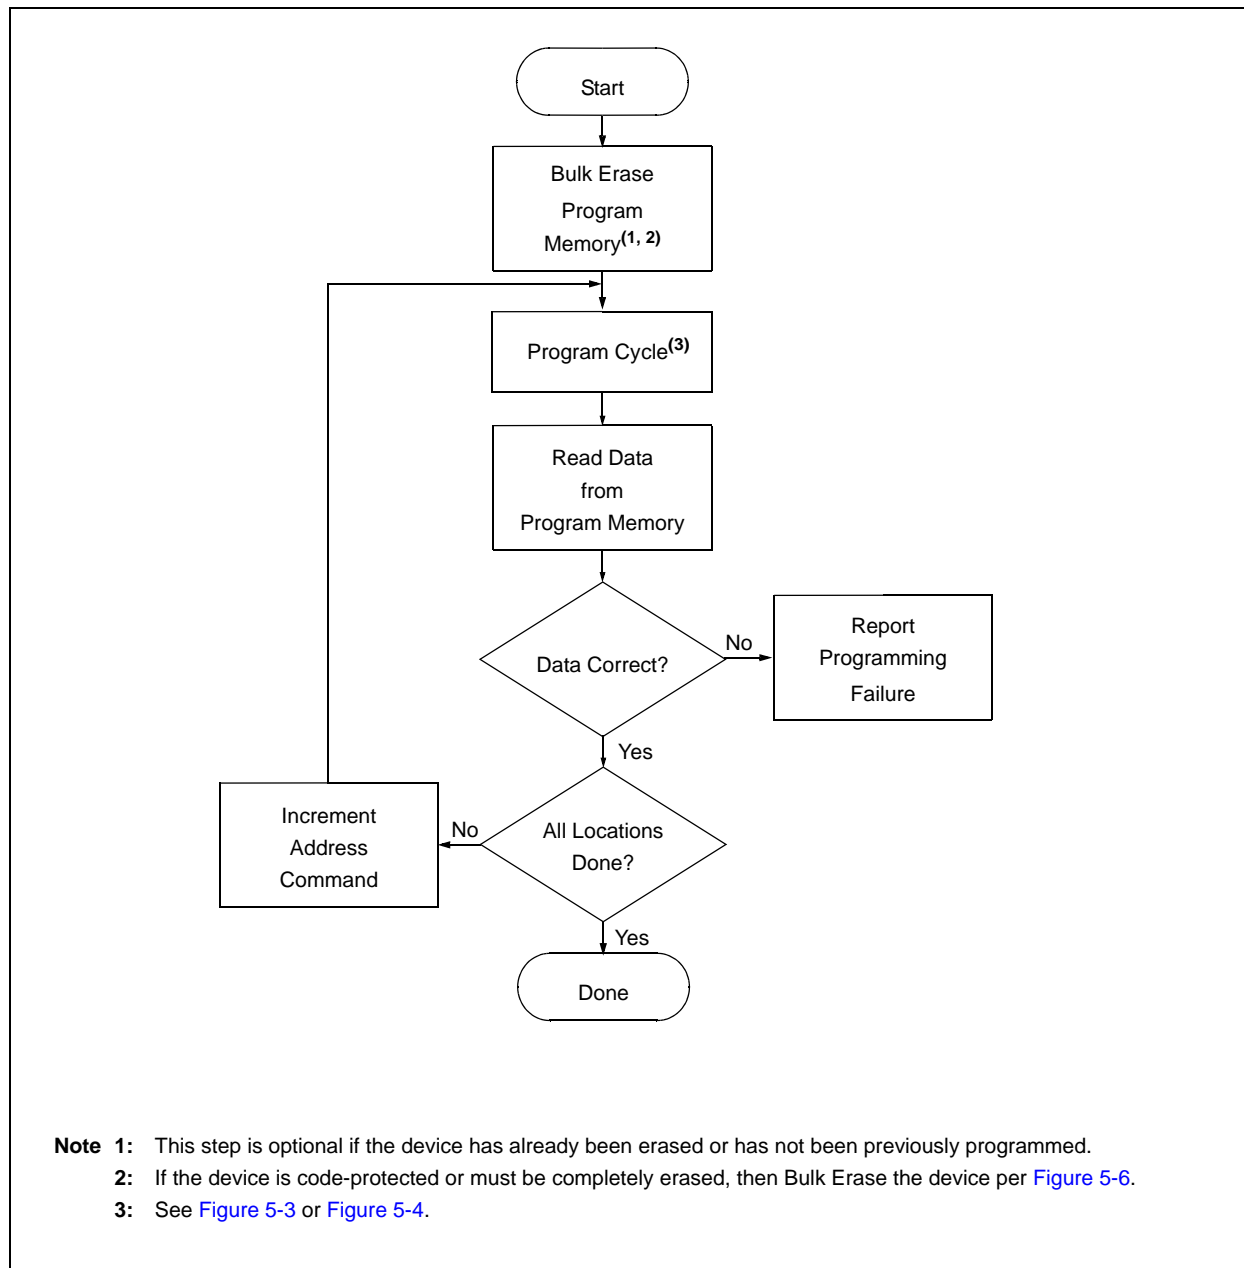 Start
Bulk Erase
Program
Memory(1, 2)
Program Cycle(3)
Read Data
from
Program Memory
Data Correct?
No
Report
Programming
Failure
Yes
All Locations
Done?
No
Increment
Address
Command
Yes
Done
Note 1: This step is optional if the device has already been erased or has not been previously programmed.
2: If the device is code-protected or must be completely erased, then Bulk Erase the device per Figure 5-6.
3: See Figure 5-3 or Figure 5-4.